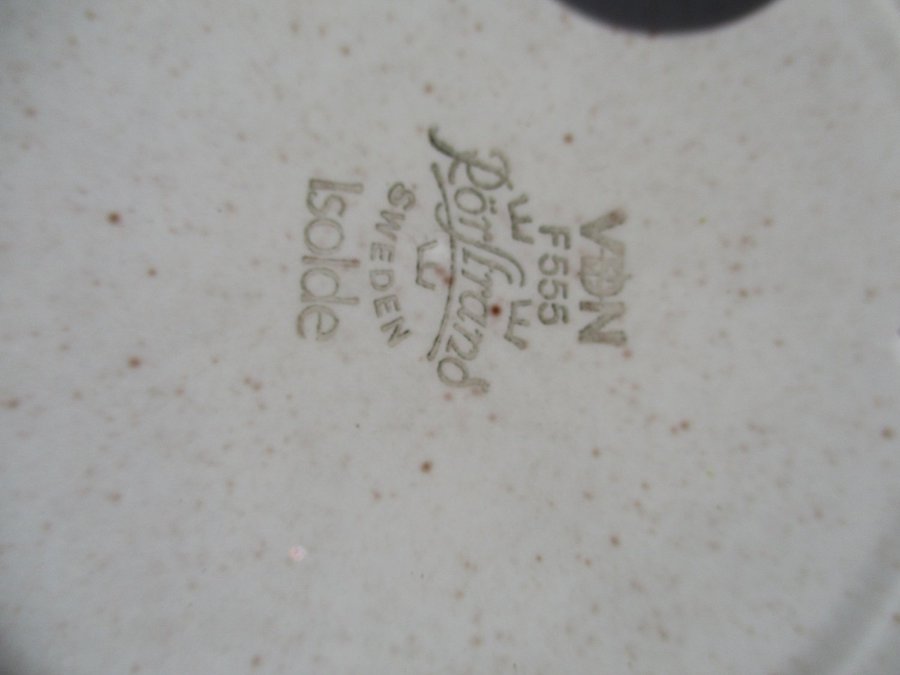 VDN
F555
Rörstrand
SWEDEN
Isolde